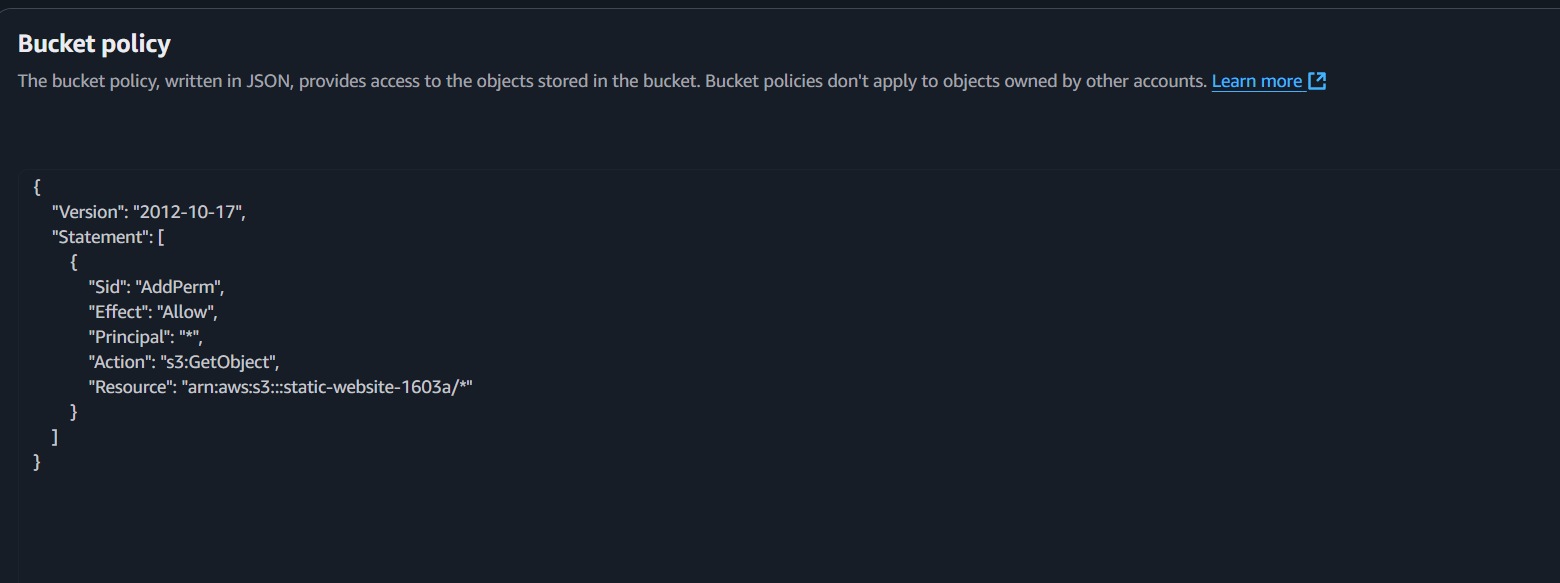 Bucket policy
The bucket policy, written in JSON, provides access to the objects stored in the bucket. Bucket policies don't apply to objects owned by other accounts. Learn more
{
"Version": "2012-10-17",
"Statement": [
{
"Sid": "AddPerm",
"Effect": "Allow",
"Principal": "*",
"Action": "s3:GetObject",
"Resource": "arn:aws:s3:::static-website-1603a/*"
}
]
}